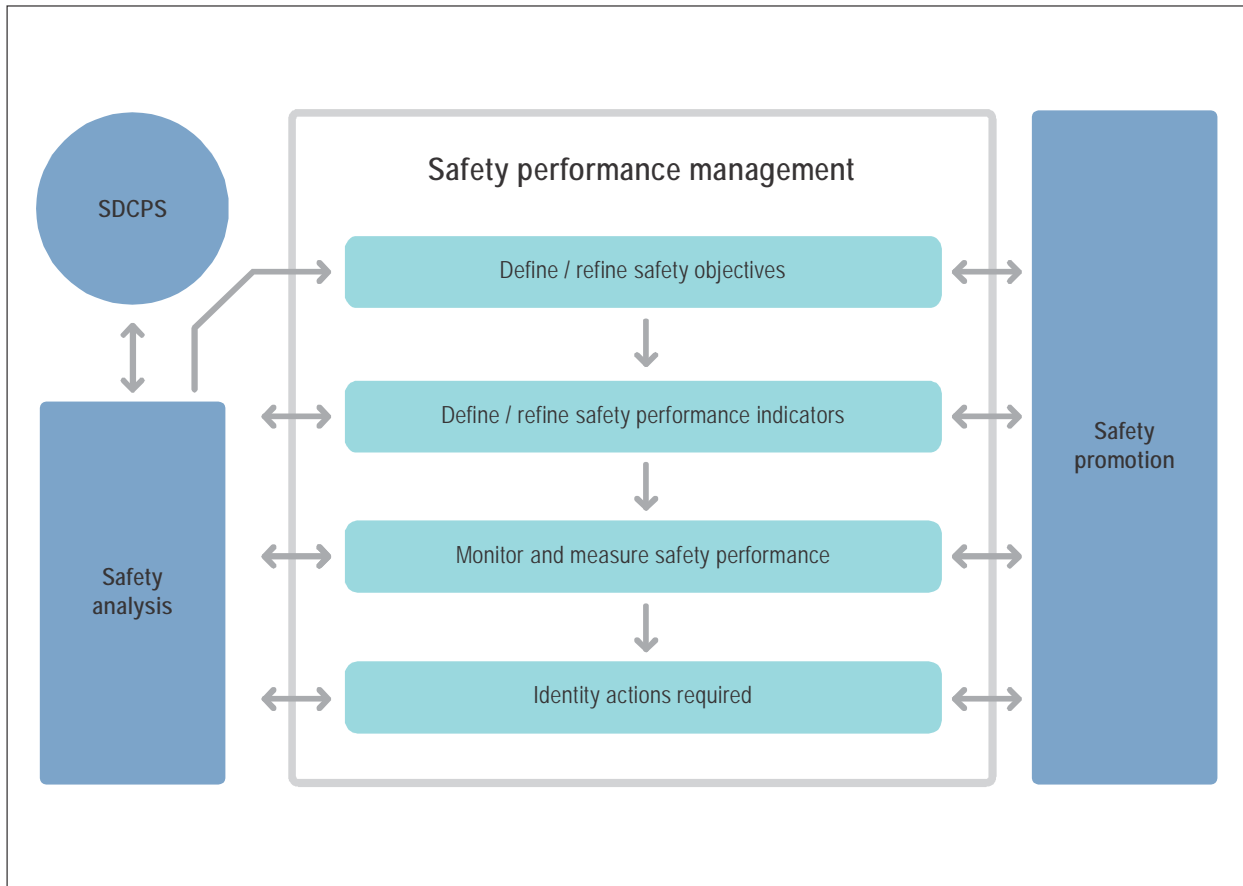 Safety performance management
SDCPS
Define / refine safety objectives
Define / refine safety performance indicators
Safety
promotion
Monitor and measure safety performance
Safety
analysis
Identity actions required